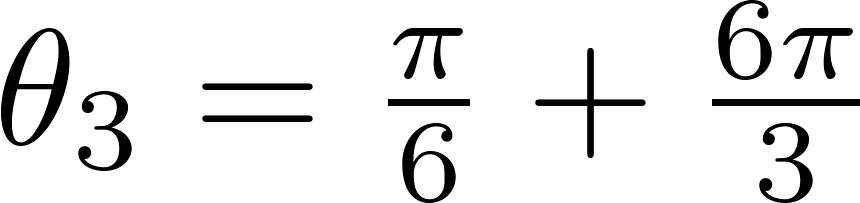 θ₃ = π/6 + 6π/3